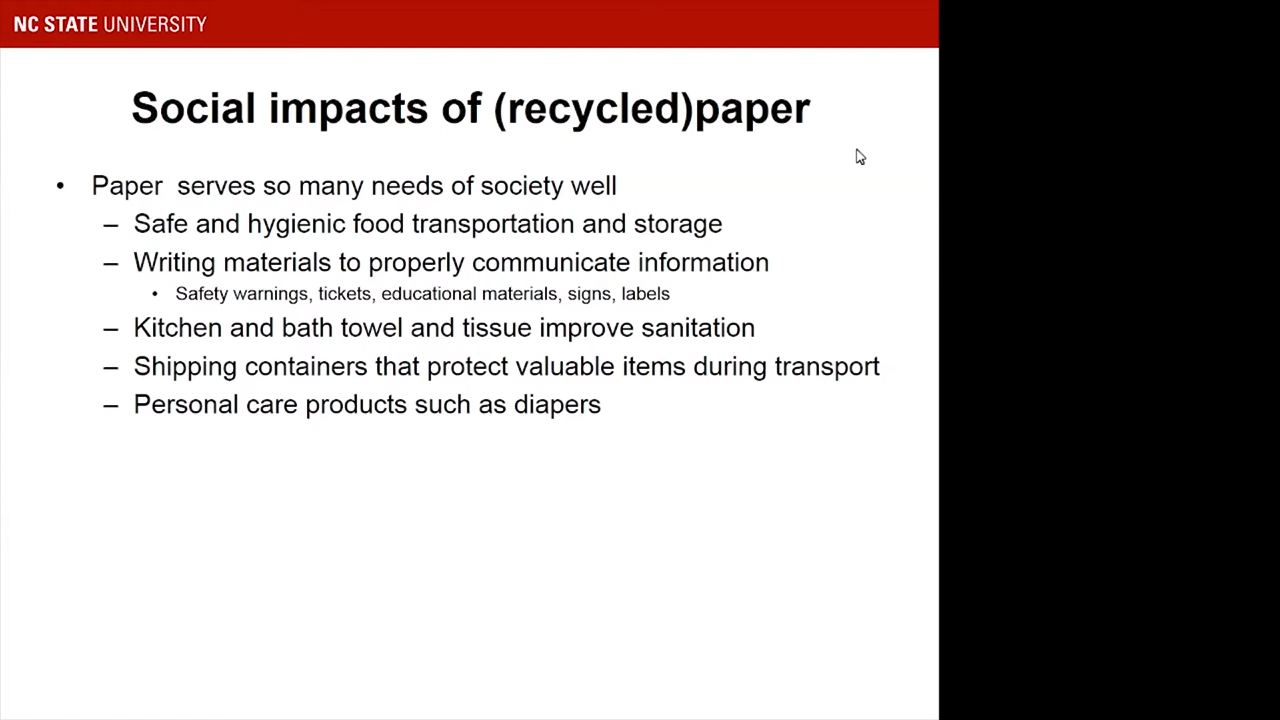 NC STATE UNIVERSITY
Social impacts of (recycled)paper
• Paper serves so many needs of society well
– Safe and hygienic food transportation and storage
– Writing materials to properly communicate information
• Safety warnings, tickets, educational materials, signs, labels
– Kitchen and bath towel and tissue improve sanitation
– Shipping containers that protect valuable items during transport
– Personal care products such as diapers